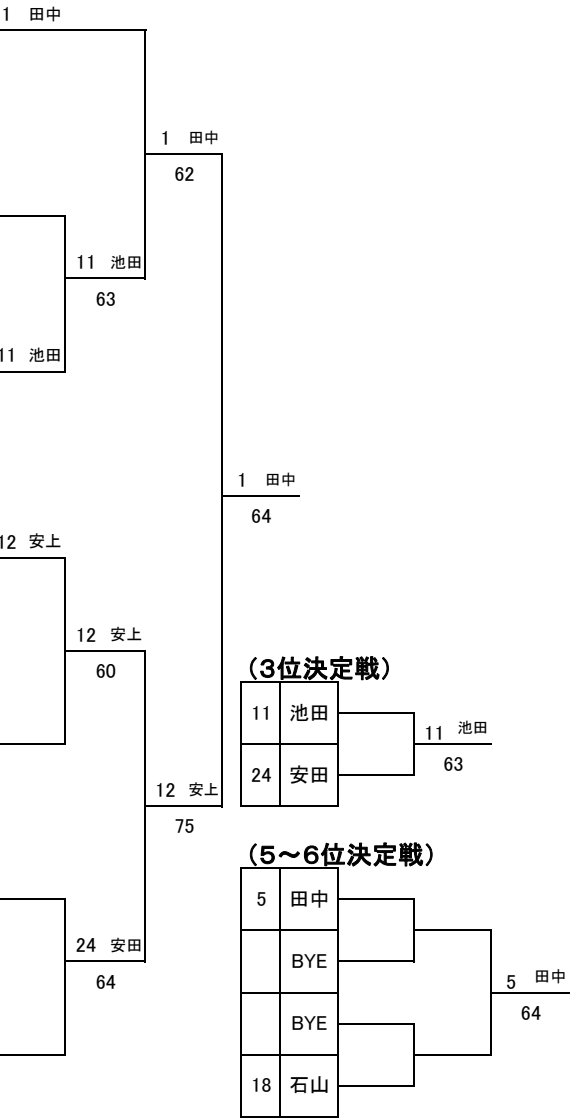 1 田中
1 田中
62
11 池田
63
11 池田
1 田中
64
12 安上
12 安上
60
(3位決定戦)
11 池田
11 池田
24 安田
63
12 安上
75
(5~6位決定戦)
5 田中
BYE
24 安田
64
5 田中
64
BYE
18 石山